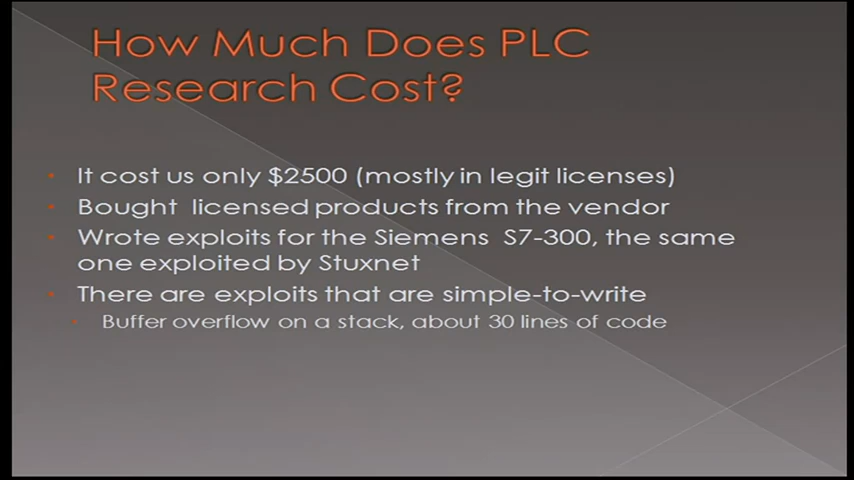 How Much Does PLC
Research Cost?
It cost us only $2500 (mostly in legit licenses)
Bought licensed products from the vendor
Wrote exploits for the Siemens S7-300, the same
one exploited by Stuxnet
There are exploits that are simple-to-write
Buffer overflow on a stack, about 30 lines of code